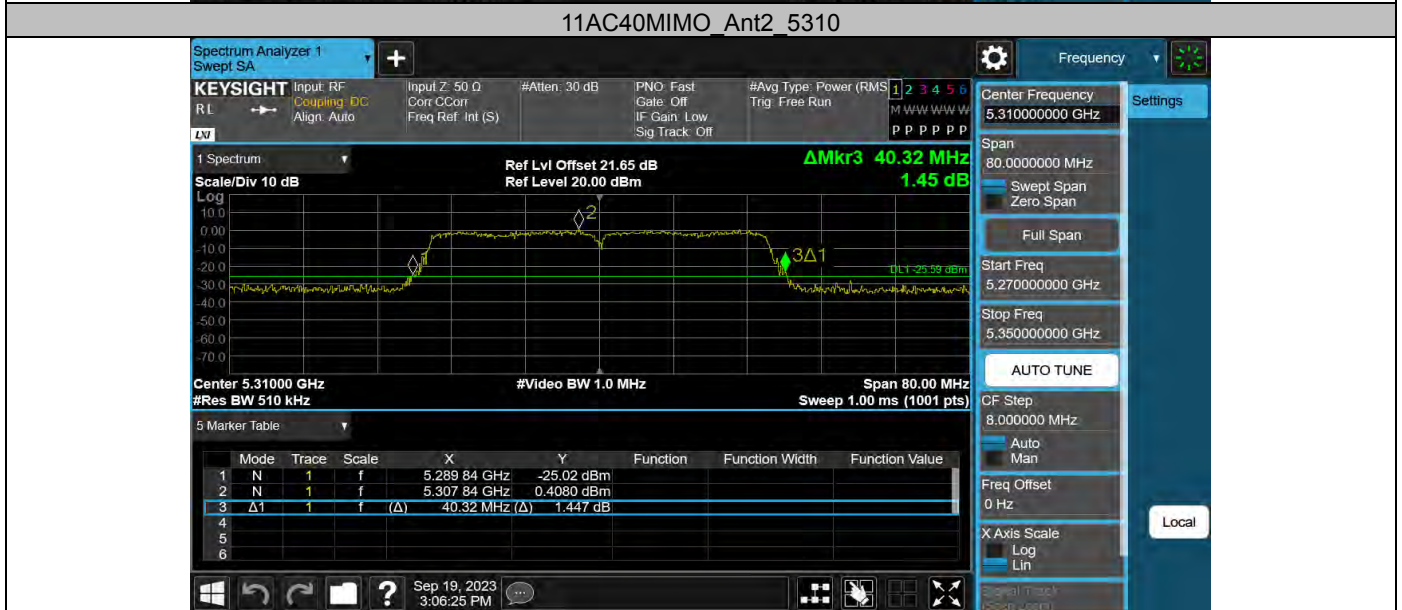 11AC40MIMO_Ant2_5310
Spectrum Analyzer 1
Swept SA
Frequency
KEYSIGHT
RL
LXI
Input: RF
Coupling: DC
Align: Auto
Input Z: 50 Ω
Corr CCorr
Freq Ref: Int (S)
#Atten: 30 dB
PNO: Fast
Gate: Off
IF Gain: Low
Sig Track: Off
#Avg Type: Power (RMS
Trig: Free Run
1 2 3 4 5 6
M W W W W W
P P P P P P
1 Spectrum
Scale/Div 10 dB
Ref Lvl Offset 21.65 dB
Ref Level 20.00 dBm
ΔMkr3 40.32 MHz
1.45 dB
Log
10.0
0.00
-10.0
-20.0
-30.0
-40.0
-50.0
-60.0
-70.0
2
3Δ1
DL1 -25.59 dBm
Center 5.31000 GHz
#Res BW 510 kHz
#Video BW 1.0 MHz
Span 80.00 MHz
Sweep 1.00 ms (1001 pts)
5 Marker Table
Mode Trace Scale X Y Function Function Width Function Value
1 N 1 f 5.289 84 GHz -25.02 dBm
2 N 1 f 5.307 84 GHz 0.4080 dBm
3 Δ1 1 f (Δ) 40.32 MHz (Δ) 1.447 dB
4
5
6
Sep 19, 2023
3:06:25 PM
Center Frequency
5.310000000 GHz
Span
80.0000000 MHz
Swept Span
Zero Span
Full Span
Start Freq
5.270000000 GHz
Stop Freq
5.350000000 GHz
AUTO TUNE
CF Step
8.000000 MHz
Auto
Man
Freq Offset
0 Hz
X Axis Scale
Log
Lin
Settings
Local